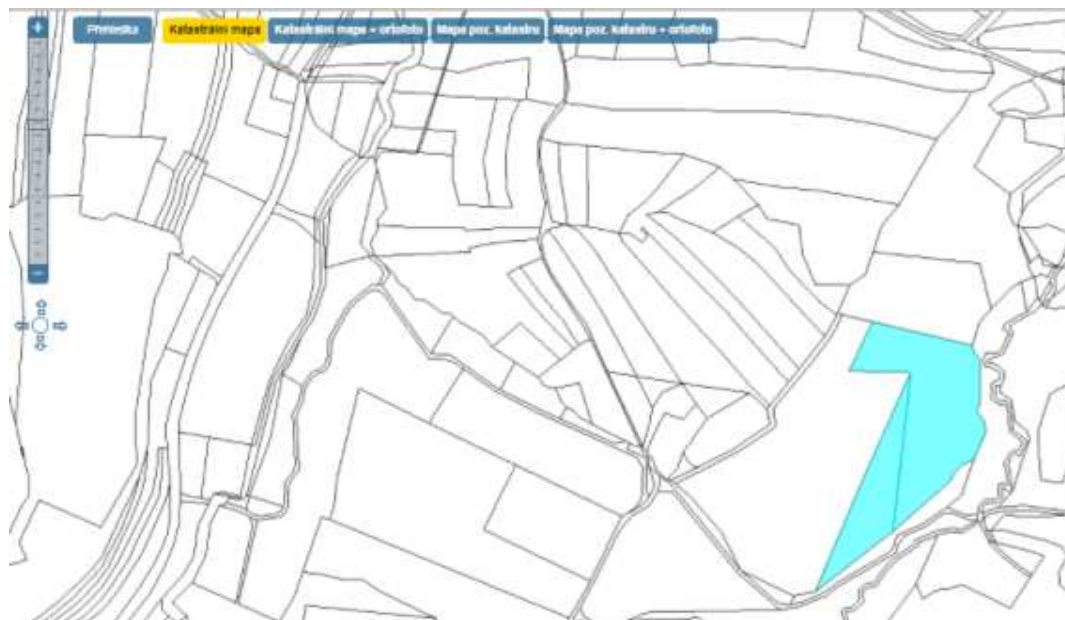 Přehledka
Katastrální mapa
Katastrální mapa + ortofoto
Mapa poz. katastru
Mapa poz. katastru + ortofoto